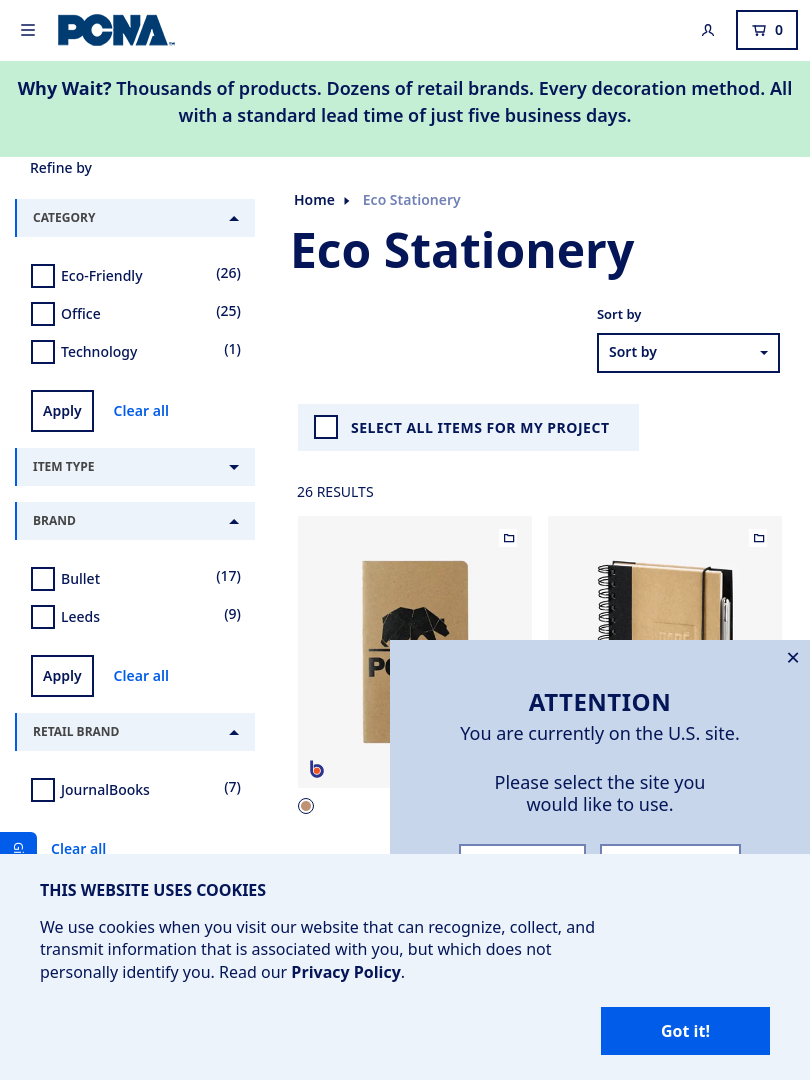 PCNA
0
Why Wait? Thousands of products. Dozens of retail brands. Every decoration method. All
with a standard lead time of just five business days.
Refine by
CATEGORY
Eco-Friendly (26)
Office (25)
Technology (1)
Apply Clear all
ITEM TYPE
BRAND
Bullet (17)
Leeds (9)
Apply Clear all
RETAIL BRAND
JournalBooks (7)
Clear all
Home Eco Stationery
Eco Stationery
Sort by
Sort by
SELECT ALL ITEMS FOR MY PROJECT
26 RESULTS
ATTENTION
You are currently on the U.S. site.
Please select the site you
would like to use.
THIS WEBSITE USES COOKIES
We use cookies when you visit our website that can recognize, collect, and
transmit information that is associated with you, but which does not
personally identify you. Read our Privacy Policy.
Got it!